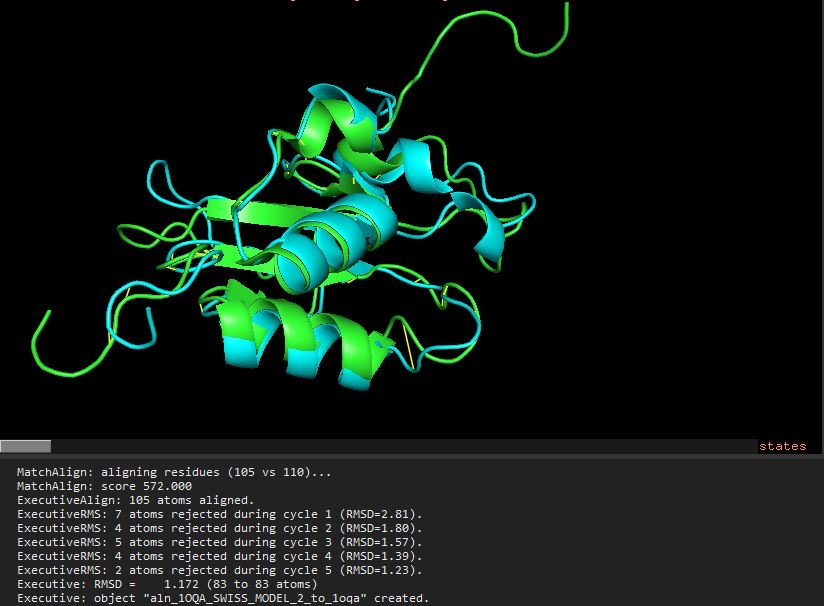 states
MatchAlign: aligning residues (105 vs 110)...
MatchAlign: score 572.000
ExecutiveAlign: 105 atoms aligned.
ExecutiveRMS: 7 atoms rejected during cycle 1 (RMSD=2.81).
ExecutiveRMS: 4 atoms rejected during cycle 2 (RMSD=1.80).
ExecutiveRMS: 5 atoms rejected during cycle 3 (RMSD=1.57).
ExecutiveRMS: 4 atoms rejected during cycle 4 (RMSD=1.39).
ExecutiveRMS: 2 atoms rejected during cycle 5 (RMSD=1.23).
Executive: RMSD =    1.172 (83 to 83 atoms)
Executive: object "aln_1OQA_SWISS_MODEL_2_to_1oqa" created.